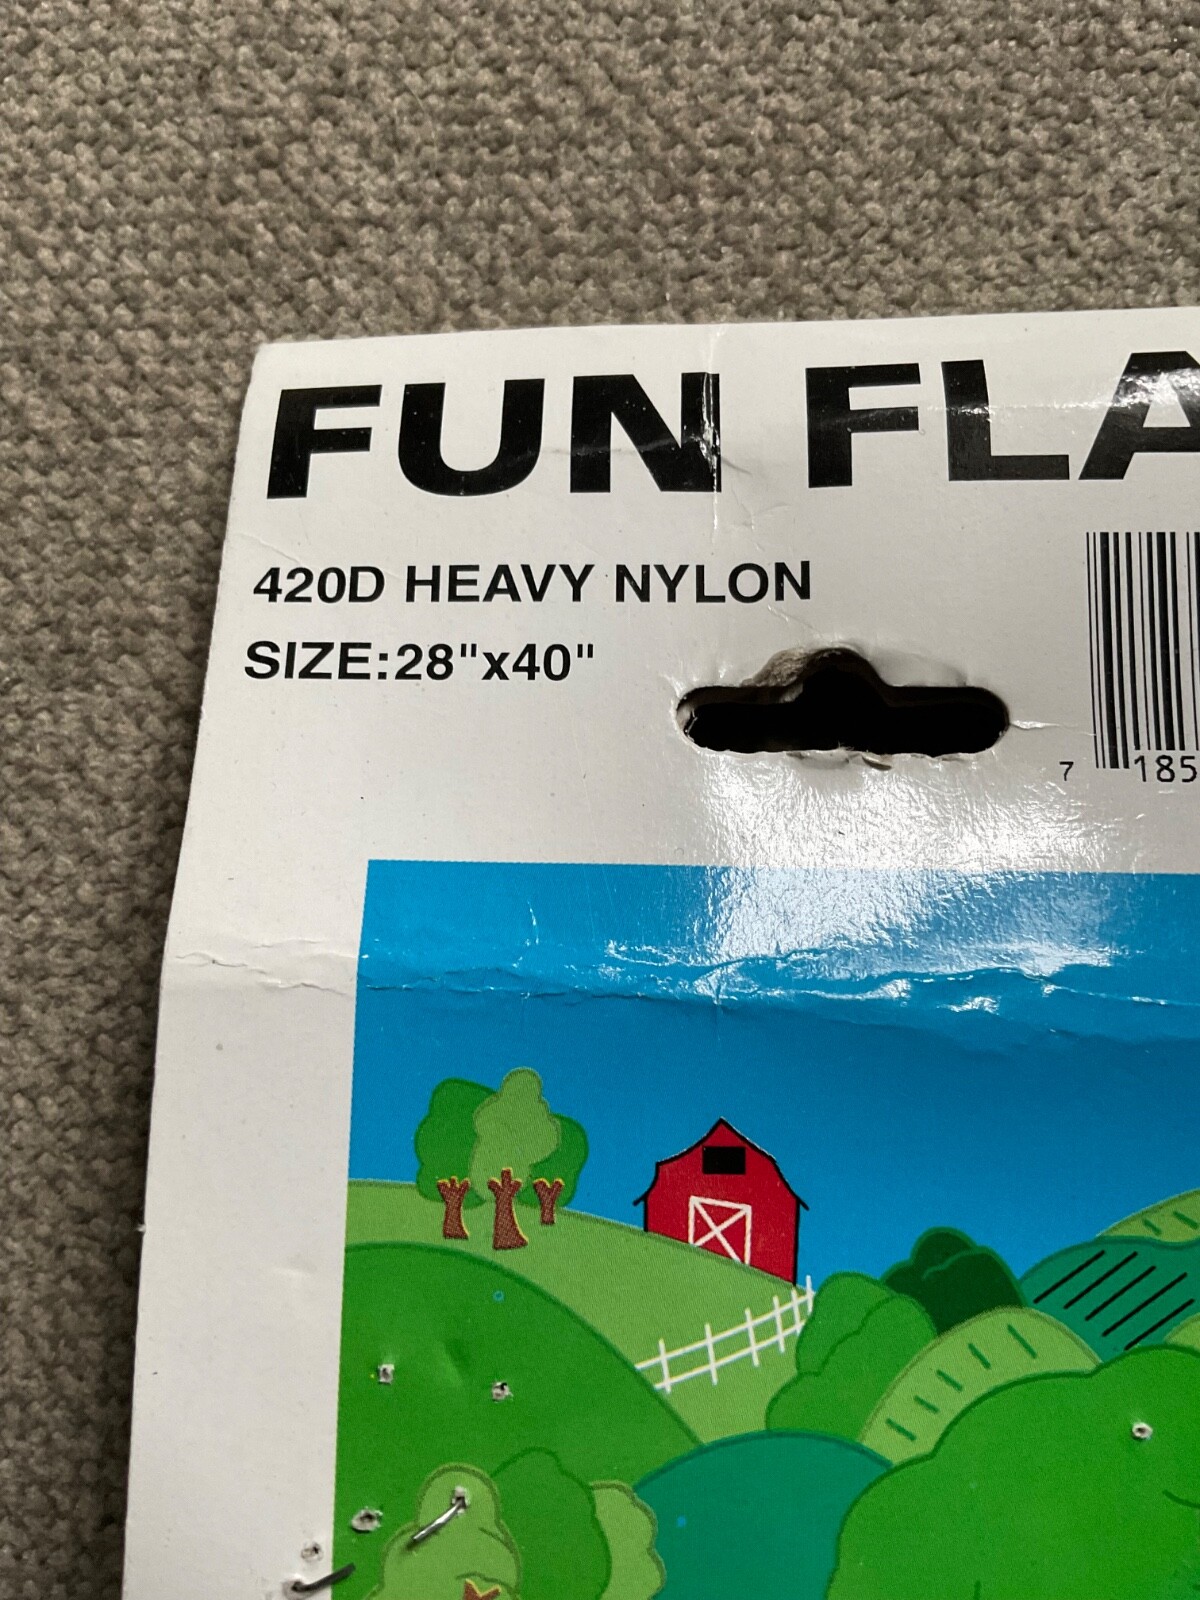 FUN FLA
420D HEAVY NYLON
SIZE:28"x40"
7 185